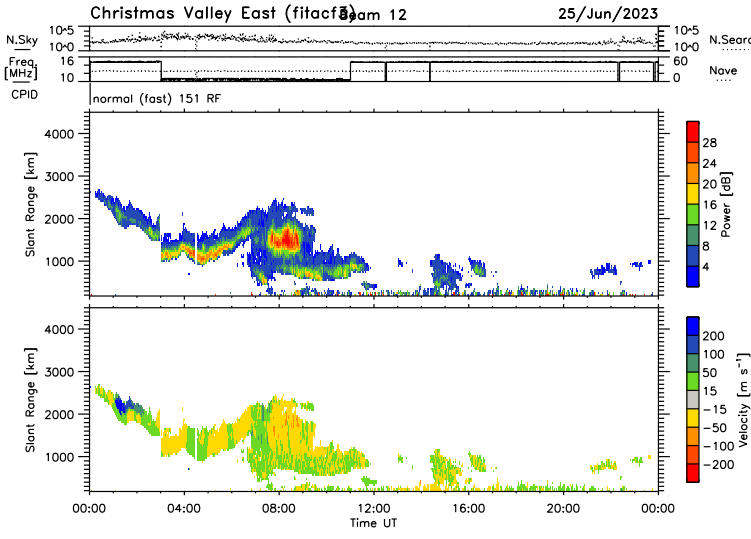 Christmas Valley East (fitacf3) Beam 12 25/Jun/2023
N.Sky 10^5 10^0 10^5 10^0 N.Searc
Freq. [MHz] 16 10 60 0 Nave
CPID normal (fast) 151 RF
Slant Range [km] 4000 3000 2000 1000
28 24 20 16 12 8 4 Power [dB]
Slant Range [km] 4000 3000 2000 1000
200 100 50 15 -15 -50 -100 -200 Velocity [m s^-1]
00:00 04:00 08:00 12:00 16:00 20:00 00:00
Time UT